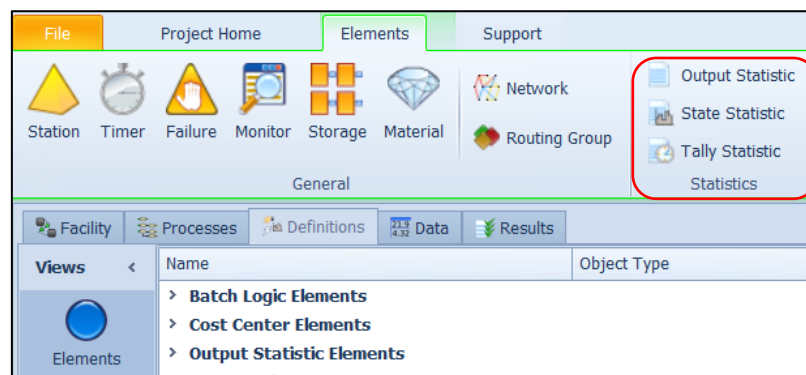 File Project Home Elements Support
Station Timer Failure Monitor Storage Material
Network
Routing Group
General
Output Statistic
State Statistic
Tally Statistic
Statistics
Facility Processes Definitions Data Results
Views < Name Object Type
Elements
> Batch Logic Elements
> Cost Center Elements
> Output Statistic Elements